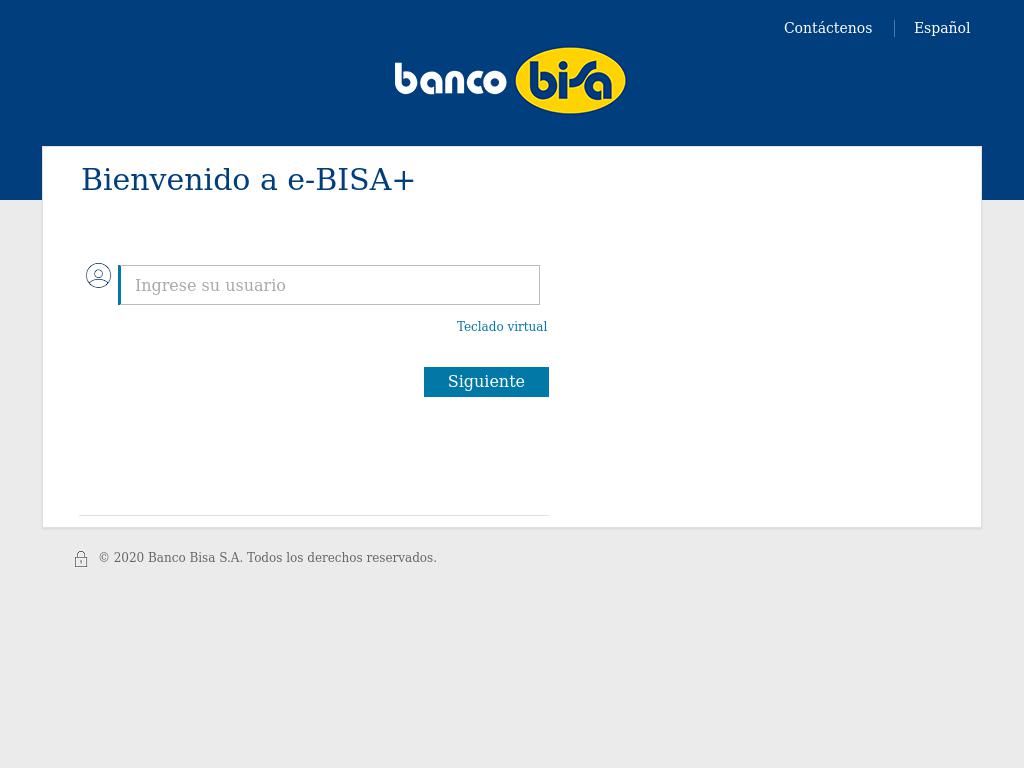 Contáctenos
Español
banco bisa
Bienvenido a e-BISA+
Ingrese su usuario
Teclado virtual
Siguiente
© 2020 Banco Bisa S.A. Todos los derechos reservados.